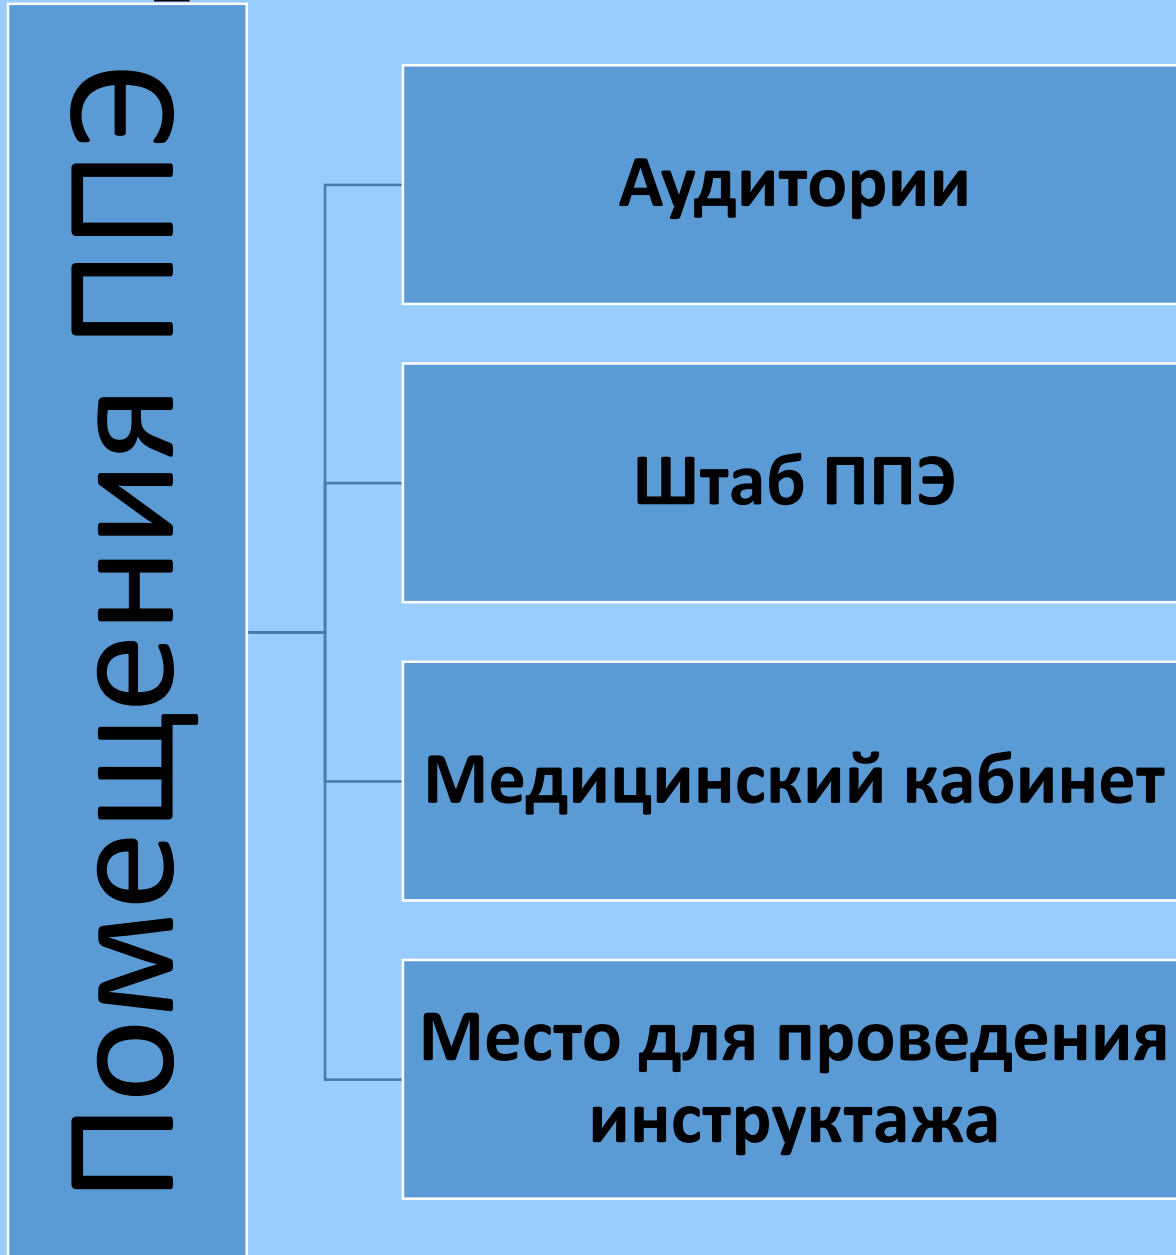 Помещения ППЭ
Аудитории
Штаб ППЭ
Медицинский кабинет
Место для проведения
инструктажа